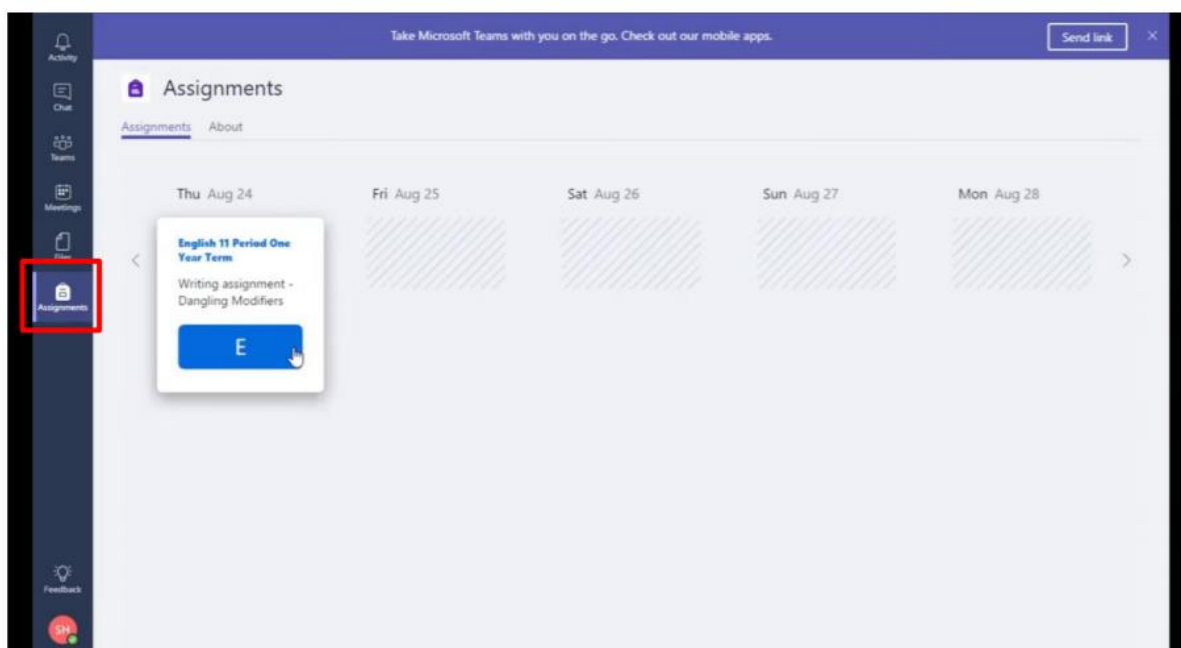 Take Microsoft Teams with you on the go. Check out our mobile apps.
Send link
Activity
Chat
Teams
Meetings
Files
Assignments
Feedback
SH
Assignments
Assignments About
Thu Aug 24
Fri Aug 25
Sat Aug 26
Sun Aug 27
Mon Aug 28
English 11 Period One
Year Term
Writing assignment -
Dangling Modifiers
E